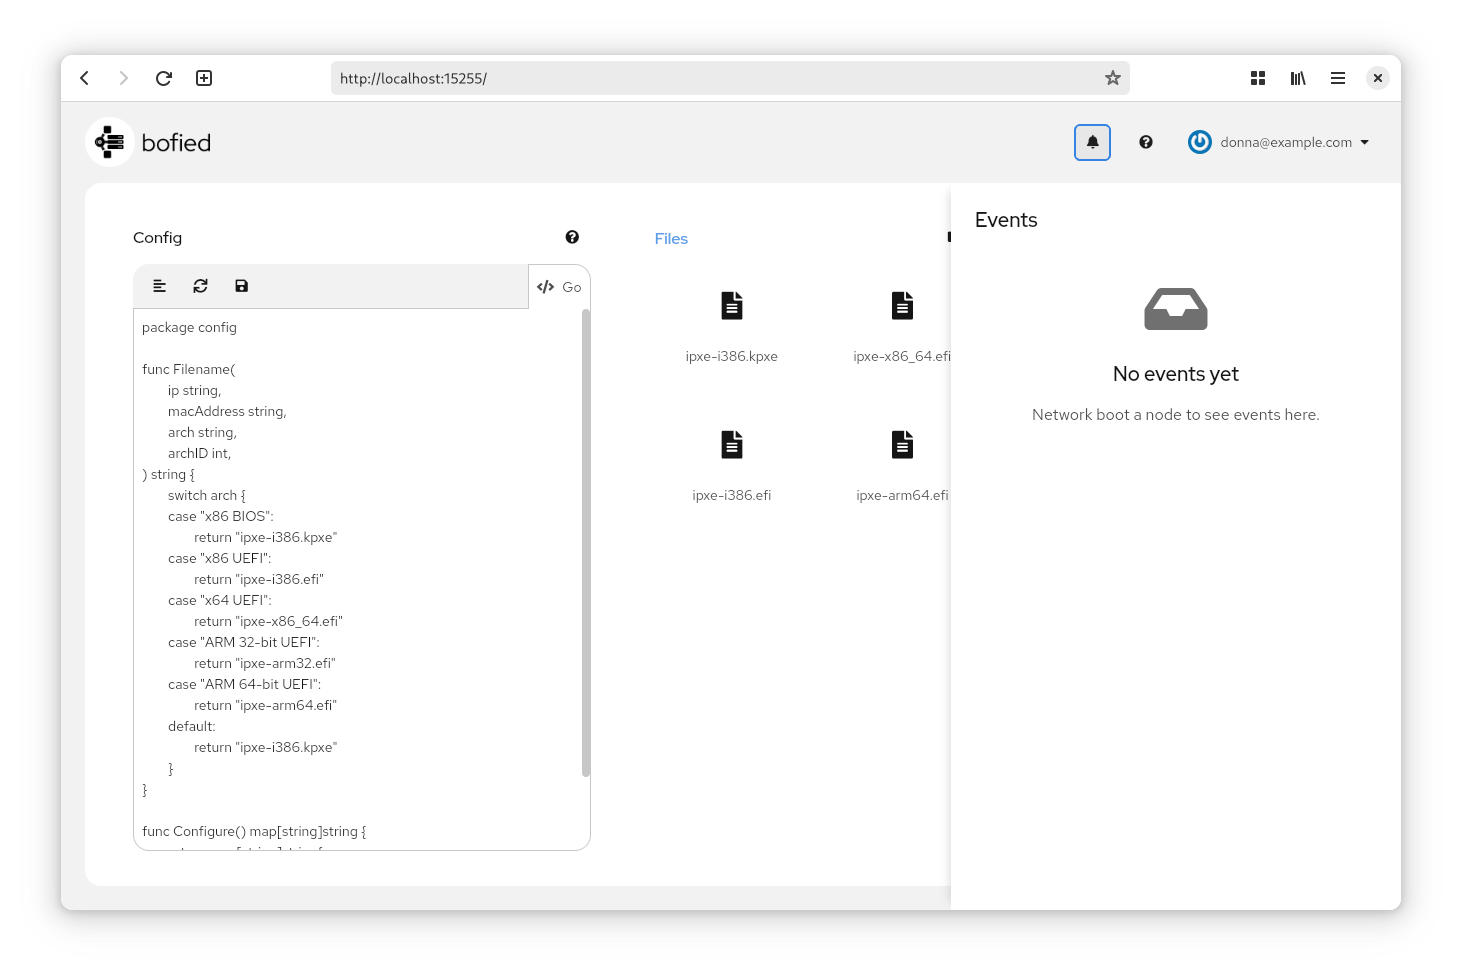 http://localhost:15255/
bofied
donna@example.com
Config
Go
package config
func Filename(
ip string,
macAddress string,
arch string,
archID int,
) string {
switch arch {
case "x86 BIOS":
return "ipxe-i386.kpxe"
case "x86 UEFI":
return "ipxe-i386.efi"
case "x64 UEFI":
return "ipxe-x86_64.efi"
case "ARM 32-bit UEFI":
return "ipxe-arm32.efi"
case "ARM 64-bit UEFI":
return "ipxe-arm64.efi"
default:
return "ipxe-i386.kpxe"
}
}
func Configure() map[string]string {
Files
ipxe-i386.kpxe
ipxe-x86_64.efi
ipxe-i386.efi
ipxe-arm64.efi
Events
No events yet
Network boot a node to see events here.